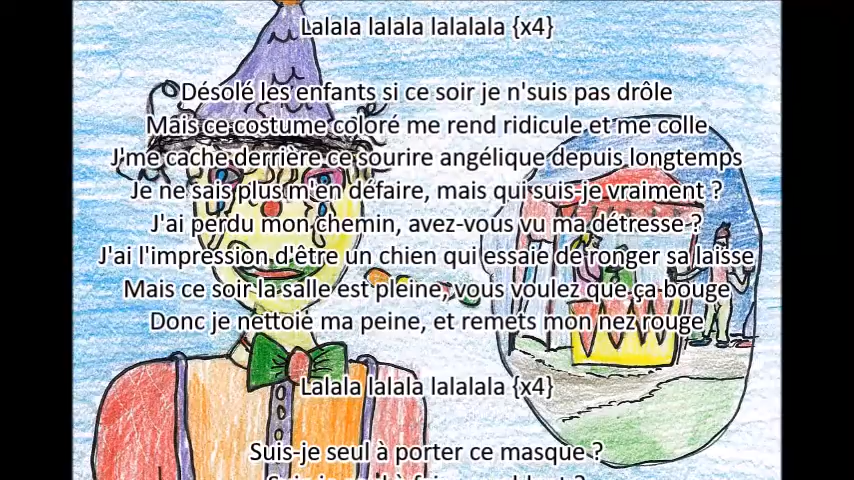 Lalala lalala lalalala {x4}
Désolé les enfants si ce soir je n'suis pas drôle
Mais ce costume coloré me rend ridicule et me colle
J'me cache derrière ce sourire angélique depuis longtemps
Je ne sais plus m'en défaire, mais qui suis-je vraiment ?
J'ai perdu mon chemin, avez-vous vu ma détresse ?
J'ai l'impression d'être un chien qui essaie de ronger sa laisse
Mais ce soir la salle est pleine, vous voulez que ça bouge
Donc je nettoie ma peine, et remets mon nez rouge
Lalala lalala lalalala {x4}
Suis-je seul à porter ce masque ?